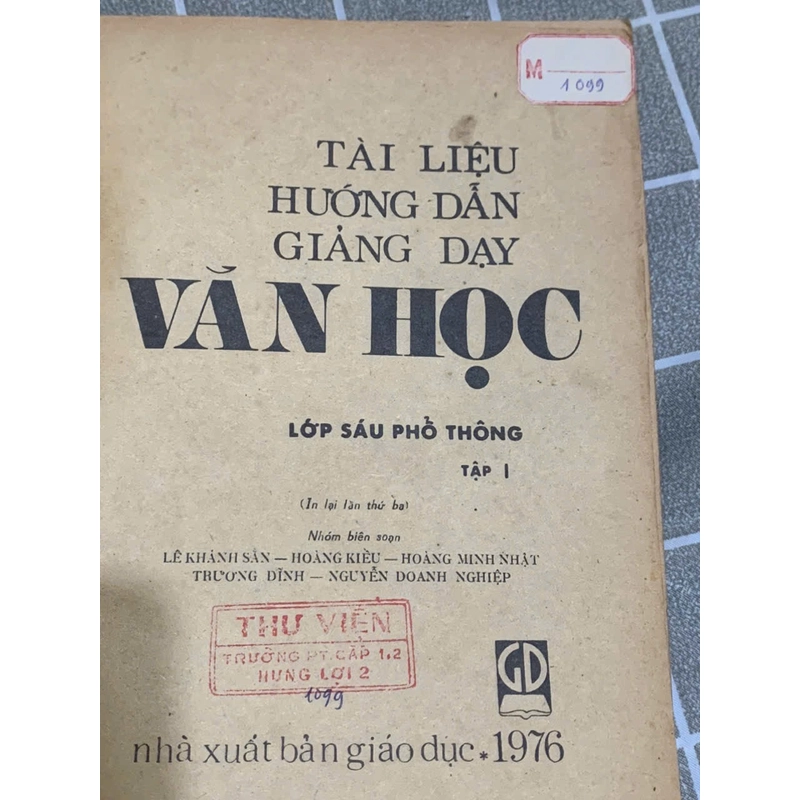 M
1099
TÀI LIỆU
HƯỚNG DẪN
GIẢNG DẠY
VĂN HỌC
LỚP SÁU PHỔ THÔNG
TẬP I
(In lại lần thứ ba)
Nhóm biên soạn
LÊ KHÁNH SẰN — HOÀNG KIỀU — HOÀNG MINH NHẬT
TRƯƠNG DĨNH — NGUYỄN DOANH NGHIỆP
THƯ VIỆN
TRƯỜNG PT.CẤP 1.2
HƯNG LỢI 2
1099
GD
nhà xuất bản giáo dục * 1976